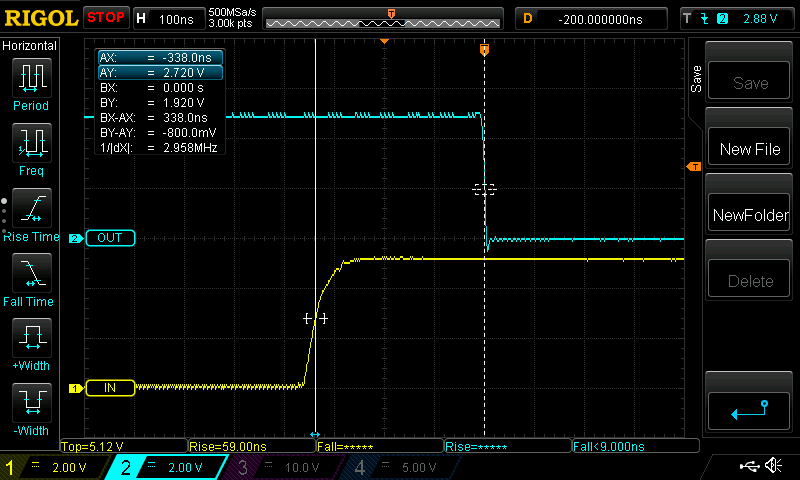 RIGOL STOP H 100ns 500MSa/s 3.00k pts D -200.000000ns T 2 2.88 V
Horizontal
Period
Freq
Rise Time
Fall Time
+Width
-Width
AX: = -338.0ns
AY: = 2.720 V
BX: = 0.000 s
BY: = 1.920 V
BX-AX: = 338.0ns
BY-AY: = -800.0mV
1/|dX|: = 2.958MHz
T
T
2 OUT
1 IN
Save
Save
New File
NewFolder
Delete
Top=5.12 V Rise=59.00ns Fall=***** Rise=***** Fall<9.000ns
1 = 2.00 V 2 = 2.00 V 3 = 10.0 V 4 = 5.00 V